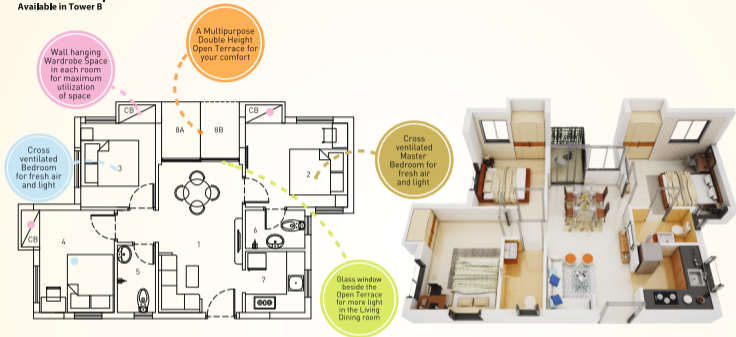 Available in Tower B
A Multipurpose
Double Height
Open Terrace for
your comfort
Wall hanging
Wardrobe Space
in each room
for maximum
utilization
of space
CB
CB
8A
8B
Cross
ventilated
Bedroom
for fresh air
and light
3
2
Cross
ventilated
Master
Bedroom for
fresh air
and light
CB
4
5
1
6
7
Glass window
beside the
Open Terrace
for more light
in the Living
Dining room